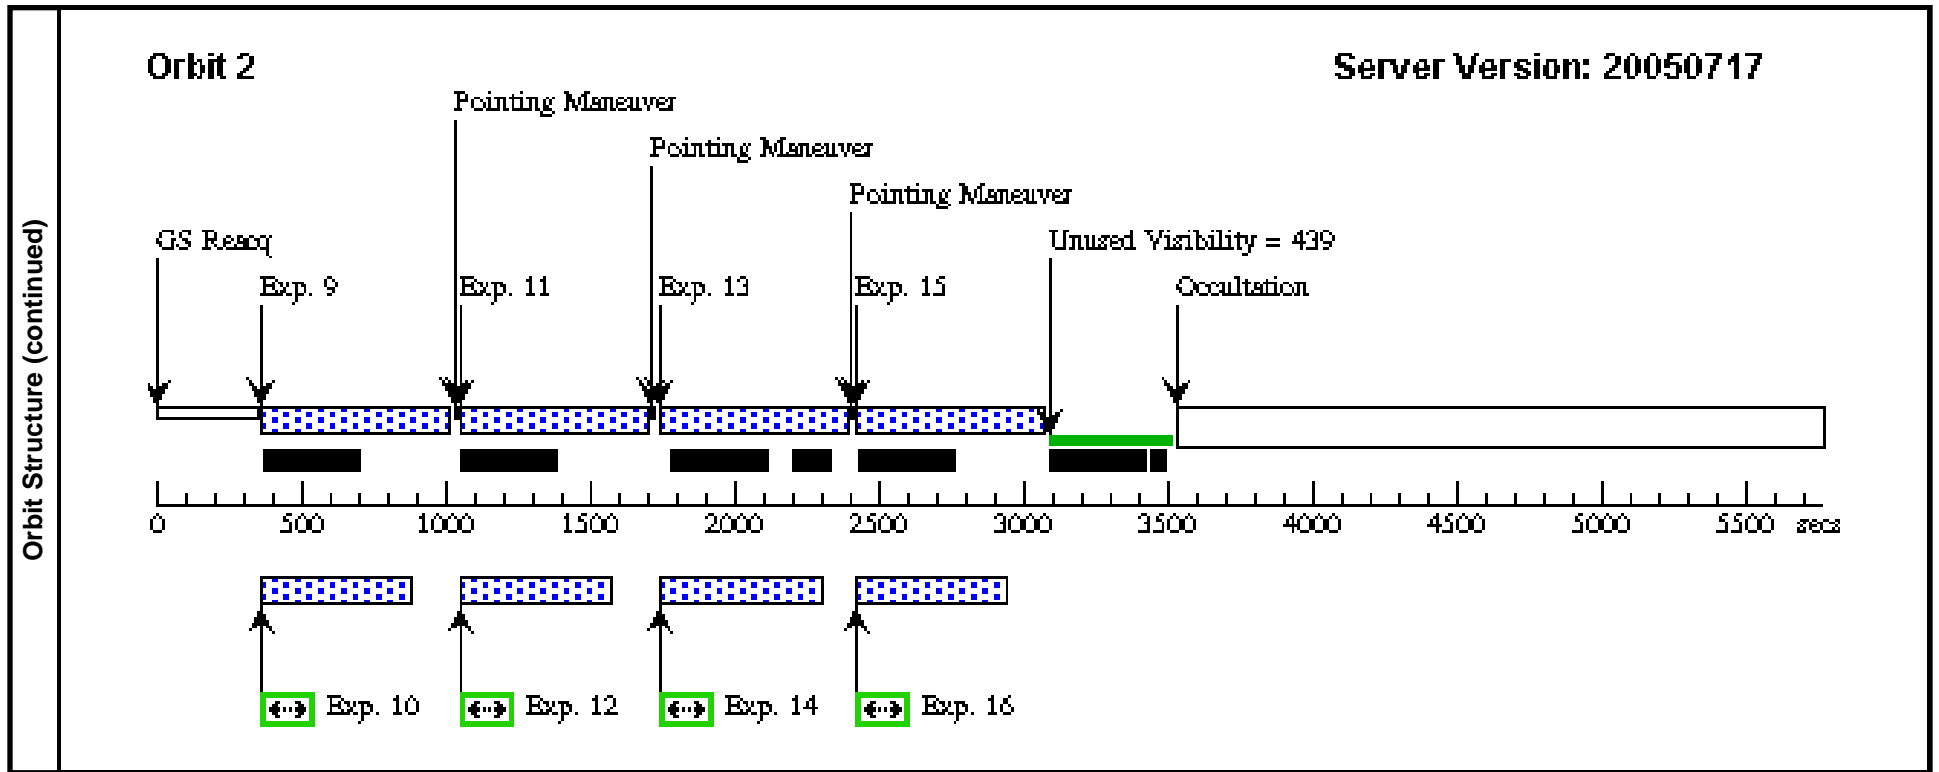 Orbit Structure (continued)
Orbit 2
Server Version: 20050717
Pointing Maneuver
Pointing Maneuver
Pointing Maneuver
GS Reacq
Unused Visibility = 439
Exp. 9
Exp. 11
Exp. 13
Exp. 15
Occultation
0 500 1000 1500 2000 2500 3000 3500 4000 4500 5000 5500 secs
Exp. 10
Exp. 12
Exp. 14
Exp. 16